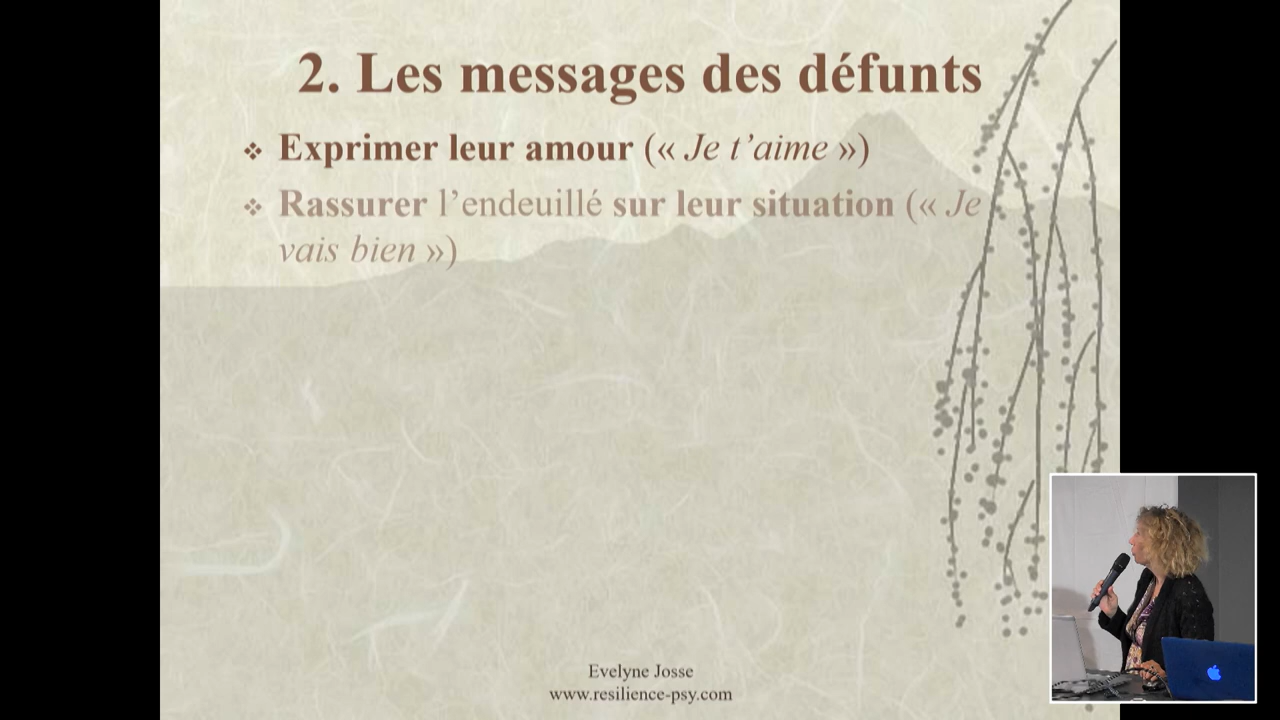 2. Les messages des défunts
❖ Exprimer leur amour (« Je t’aime »)
❖ Rassurer l’endeuillé sur leur situation (« Je
vais bien »)
Evelyne Josse
www.resilience-psy.com